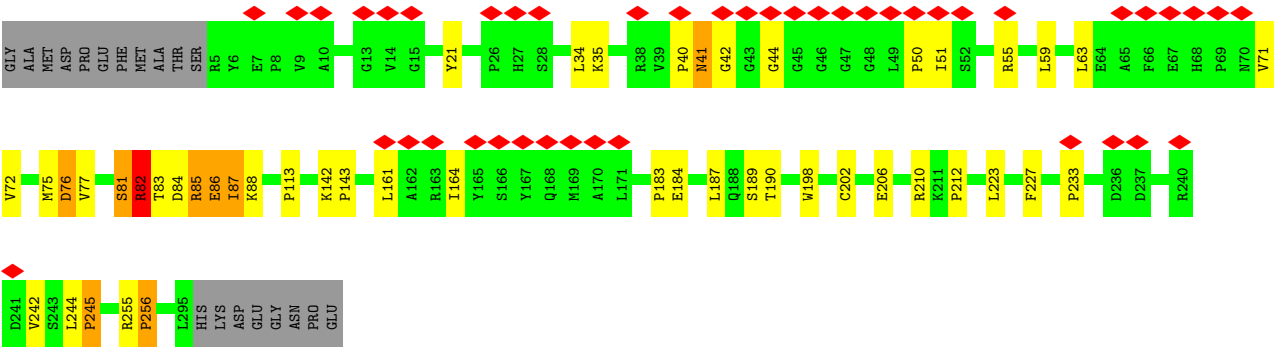 GLY ALA MET ASP PRO GLU PHE MET ALA THR SER R5 Y6 E7 P8 V9 A10 G13 V14 G15 Y21 P26 H27 S28 L34 K35 R38 V39 P40 N41 G42 G43 G44 G45 G46 G47 G48 L49 P50 I51 S52 R55 L59 L63 E64 A65 F66 E67 H68 P69 N70 V71
V72 M75 D76 V77 S81 R82 T83 D84 R85 E86 I87 K88 P113 K142 P143 L161 A162 R163 I164 Y165 S166 Y167 Q168 M169 A170 L171 P183 E184 L187 Q188 S189 T190 W198 C202 E206 R210 K211 P212 L223 F227 P233 D236 D237 R240
D241 V242 S243 L244 P245 R255 P256 L295 HIS LYS ASP GLU GLY ASN PRO GLU